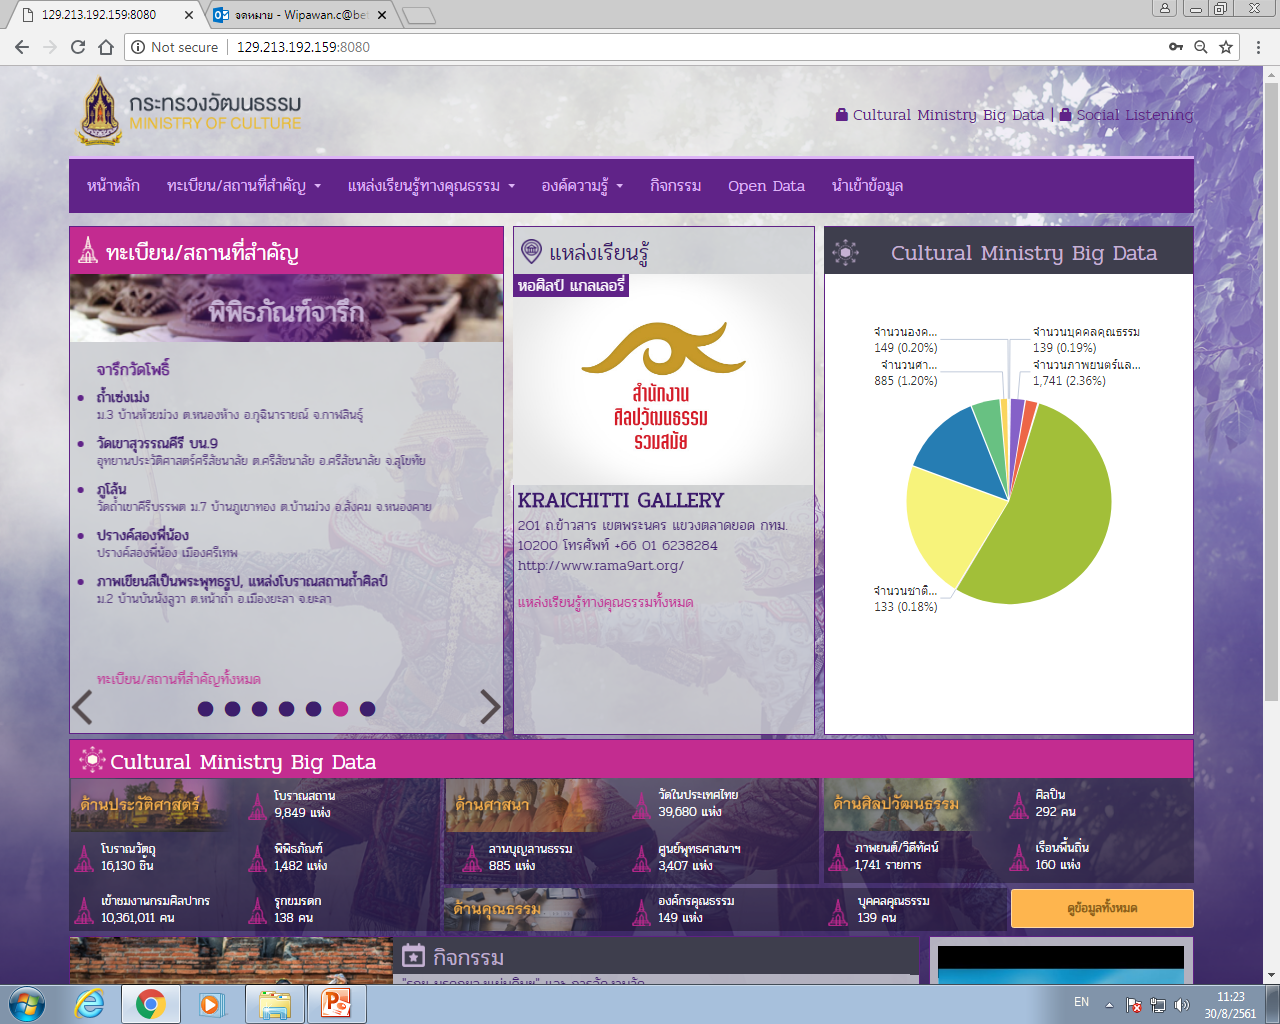 129.213.192.159:8080
จดหมาย - Wipawan.c@be
Not secure
129.213.192.159:8080
กระทรวงวัฒนธรรม
MINISTRY OF CULTURE
Cultural Ministry Big Data | Social Listening
หน้าหลัก ทะเบียน/สถานที่สำคัญ แหล่งเรียนรู้ทางคุณธรรม องค์ความรู้ กิจกรรม Open Data นำเข้าข้อมูล
ทะเบียน/สถานที่สำคัญ
พิพิธภัณฑ์จารึก
จารึกวัดโพธิ์
ถ้ำเซ่งเม่ง
ม.3 บ้านห้วยม่วง ต.หนองห้าง อ.กุฉินารายณ์ จ.กาฬสินธุ์
วัดเขาสุวรรณคีรี บน.9
อุทยานประวัติศาสตร์ศรีสัชนาลัย ต.ศรีสัชนาลัย อ.ศรีสัชนาลัย จ.สุโขทัย
ภูโล้น
วัดถ้ำเขาคีรีบรรพต ม.7 บ้านภูเขาทอง ต.บ้านม่วง อ.สังคม จ.หนองคาย
ปรางค์สองพี่น้อง
ปรางค์สองพี่น้อง เมืองศรีเทพ
ภาพเขียนสีเป็นพระพุทธรูป, แหล่งโบราณสถานถ้ำศิลป์
ม.2 บ้านบันนังลูวา ต.หน้าถ้ำ อ.เมืองยะลา จ.ยะลา
ทะเบียน/สถานที่สำคัญทั้งหมด
แหล่งเรียนรู้
หอศิลป์ แกลเลอรี่
สำนักงาน
ศิลปวัฒนธรรม
ร่วมสมัย
KRAICHITTI GALLERY
201 ถ.ข้าวสาร เขตพระนคร แขวงตลาดยอด กทม.
10200 โทรศัพท์ +66 01 6238284
http://www.rama9art.org/
แหล่งเรียนรู้ทางคุณธรรมทั้งหมด
Cultural Ministry Big Data
จำนวนองค...
149 (0.20%)
จำนวนศา...
885 (1.20%)
จำนวนบุคคลคุณธรรม
139 (0.19%)
จำนวนภาพยนตร์แล...
1,741 (2.36%)
จำนวนชาติ...
133 (0.18%)
Cultural Ministry Big Data
ด้านประวัติศาสตร์
โบราณสถาน
9,849 แห่ง
โบราณวัตถุ
16,130 ชิ้น
พิพิธภัณฑ์
1,482 แห่ง
เข้าชมงานกรมศิลปากร
10,361,011 คน
รุกขมรดก
138 คน
ด้านศาสนา
วัดในประเทศไทย
39,680 แห่ง
ลานบุญลานธรรม
885 แห่ง
ศูนย์พุทธศาสนาฯ
3,407 แห่ง
ด้านศิลปวัฒนธรรม
ศิลปิน
292 คน
ภาพยนต์/วิดีทัศน์
1,741 รายการ
เรือนพื้นถิ่น
160 แห่ง
ด้านคุณธรรม
องค์กรคุณธรรม
149 แห่ง
บุคคลคุณธรรม
139 คน
ดูข้อมูลทั้งหมด
กิจกรรม
EN
11:23
30/8/2561